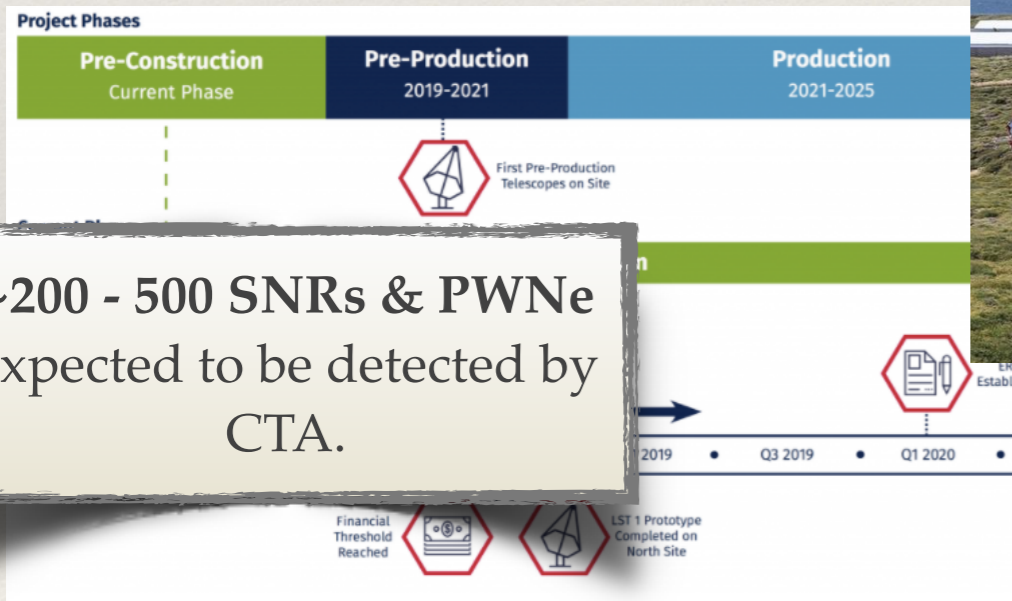 Project Phases
Pre-Construction
Current Phase
Pre-Production
2019-2021
Production
2021-2025
First Pre-Production
Telescopes on Site
~200 - 500 SNRs & PWNe
xpected to be detected by
CTA.
2019 • Q3 2019 • Q1 2020 •
Financial
Threshold
Reached
LST 1 Prototype
Completed on
North Site